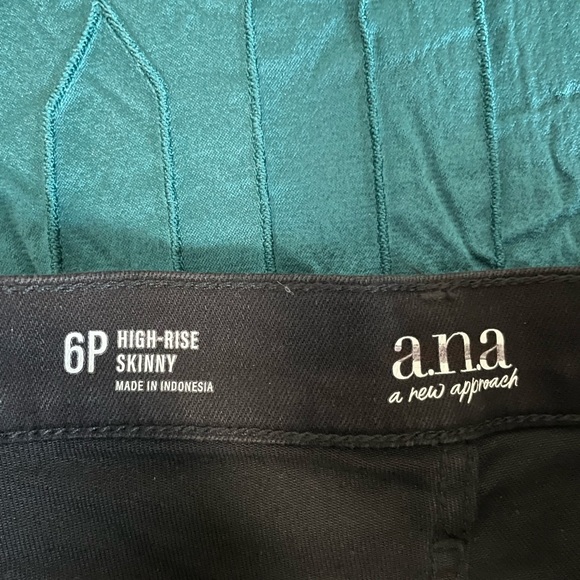 6P HIGH-RISE
SKINNY
MADE IN INDONESIA
a.n.a
a new approach